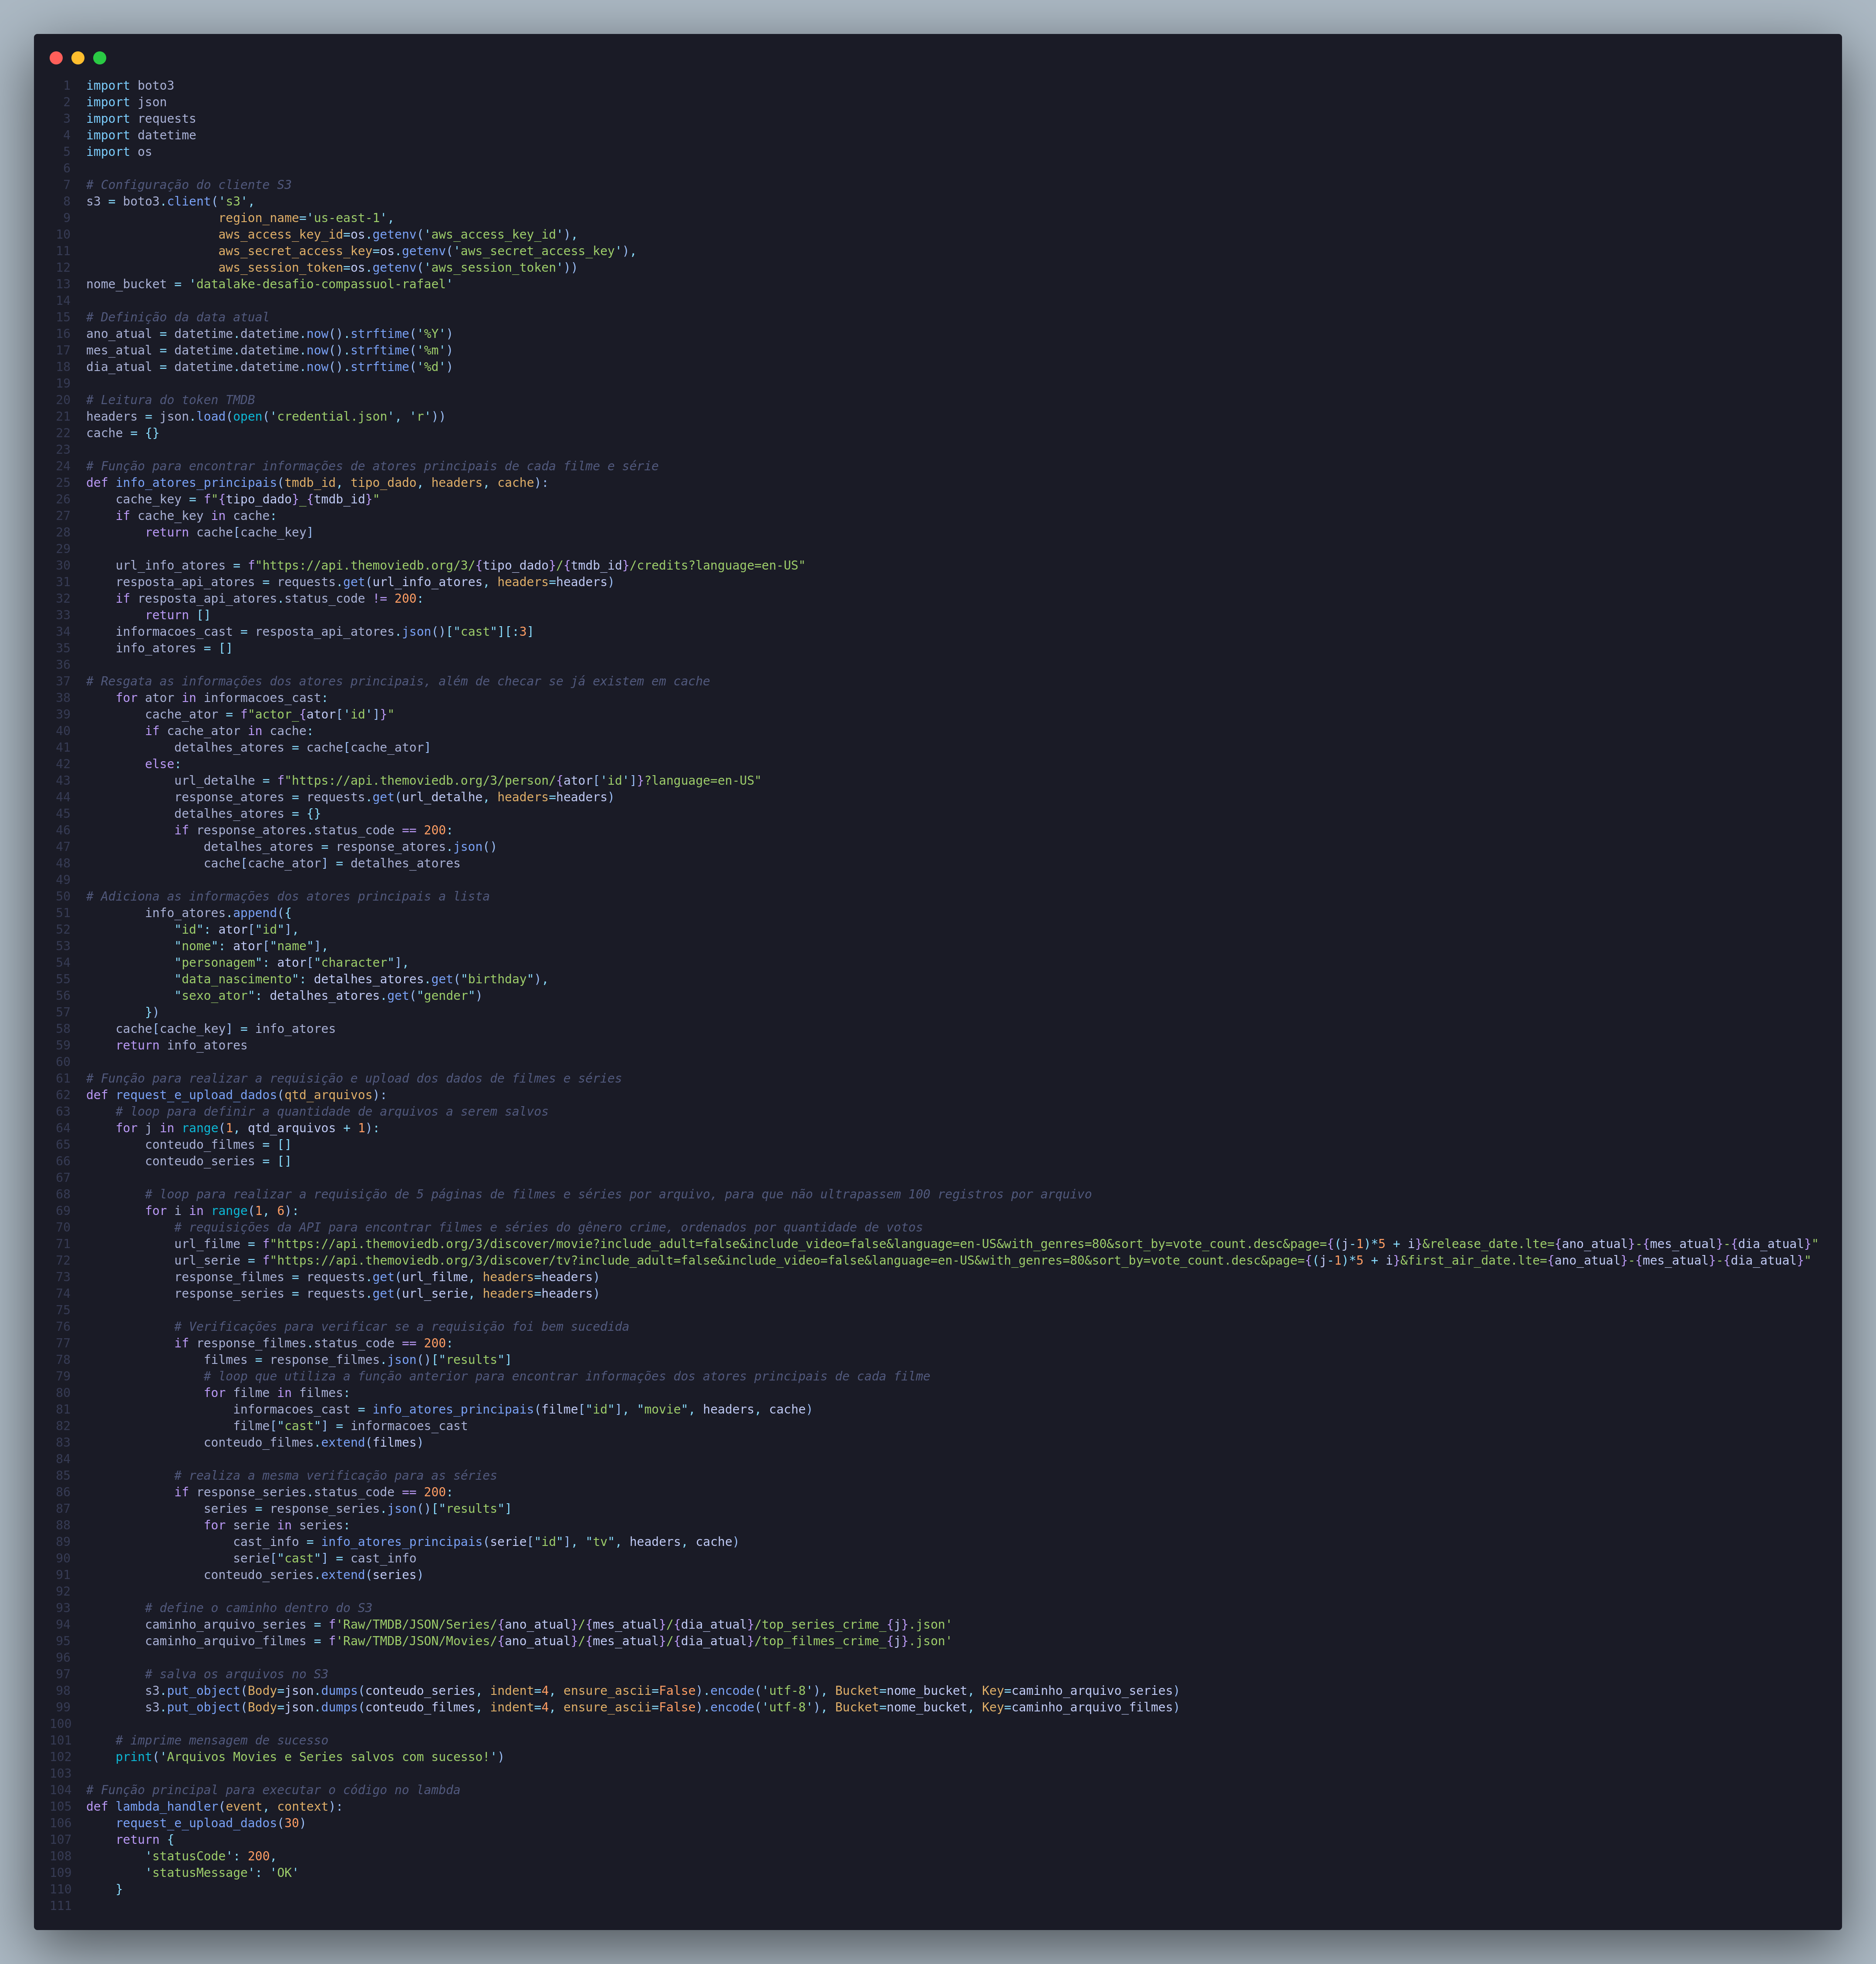 1 import boto3
2 import json
3 import requests
4 import datetime
5 import os
6
7 # Configuração do cliente S3
8 s3 = boto3.client('s3',
9                   region_name='us-east-1',
10                   aws_access_key_id=os.getenv('aws_access_key_id'),
11                   aws_secret_access_key=os.getenv('aws_secret_access_key'),
12                   aws_session_token=os.getenv('aws_session_token'))
13 nome_bucket = 'datalake-desafio-compassuol-rafael'
14
15 # Definição da data atual
16 ano_atual = datetime.datetime.now().strftime('%Y')
17 mes_atual = datetime.datetime.now().strftime('%m')
18 dia_atual = datetime.datetime.now().strftime('%d')
19
20 # Leitura do token TMDB
21 headers = json.load(open('credential.json', 'r'))
22 cache = {}
23
24 # Função para encontrar informações de atores principais de cada filme e série
25 def info_atores_principais(tmdb_id, tipo_dado, headers, cache):
26     cache_key = f"{tipo_dado}_{tmdb_id}"
27     if cache_key in cache:
28         return cache[cache_key]
29
30     url_info_atores = f"https://api.themoviedb.org/3/{tipo_dado}/{tmdb_id}/credits?language=en-US"
31     resposta_api_atores = requests.get(url_info_atores, headers=headers)
32     if resposta_api_atores.status_code != 200:
33         return []
34     informacoes_cast = resposta_api_atores.json()["cast"][:3]
35     info_atores = []
36
37 # Resgata as informações dos atores principais, além de checar se já existem em cache
38     for ator in informacoes_cast:
39         cache_ator = f"actor_{ator['id']}"
40         if cache_ator in cache:
41             detalhes_atores = cache[cache_ator]
42         else:
43             url_detalhe = f"https://api.themoviedb.org/3/person/{ator['id']}?language=en-US"
44             response_atores = requests.get(url_detalhe, headers=headers)
45             detalhes_atores = {}
46             if response_atores.status_code == 200:
47                 detalhes_atores = response_atores.json()
48                 cache[cache_ator] = detalhes_atores
49
50 # Adiciona as informações dos atores principais a lista
51         info_atores.append({
52             "id": ator["id"],
53             "nome": ator["name"],
54             "personagem": ator["character"],
55             "data_nascimento": detalhes_atores.get("birthday"),
56             "sexo_ator": detalhes_atores.get("gender")
57         })
58     cache[cache_key] = info_atores
59     return info_atores
60
61 # Função para realizar a requisição e upload dos dados de filmes e séries
62 def request_e_upload_dados(qtd_arquivos):
63     # loop para definir a quantidade de arquivos a serem salvos
64     for j in range(1, qtd_arquivos + 1):
65         conteudo_filmes = []
66         conteudo_series = []
67
68         # loop para realizar a requisição de 5 páginas de filmes e séries por arquivo, para que não ultrapassem 100 registros por arquivo
69         for i in range(1, 6):
70             # requisições da API para encontrar filmes e séries do gênero crime, ordenados por quantidade de votos
71             url_filme = f"https://api.themoviedb.org/3/discover/movie?include_adult=false&include_video=false&language=en-US&with_genres=80&sort_by=vote_count.desc&page={(j-1)*5 + i}&release_date.lte={ano_atual}-{mes_atual}-{dia_atual}"
72             url_serie = f"https://api.themoviedb.org/3/discover/tv?include_adult=false&include_video=false&language=en-US&with_genres=80&sort_by=vote_count.desc&page={(j-1)*5 + i}&first_air_date.lte={ano_atual}-{mes_atual}-{dia_atual}"
73             response_filmes = requests.get(url_filme, headers=headers)
74             response_series = requests.get(url_serie, headers=headers)
75
76             # Verificações para verificar se a requisição foi bem sucedida
77             if response_filmes.status_code == 200:
78                 filmes = response_filmes.json()["results"]
79                 # loop que utiliza a função anterior para encontrar informações dos atores principais de cada filme
80                 for filme in filmes:
81                     informacoes_cast = info_atores_principais(filme["id"], "movie", headers, cache)
82                     filme["cast"] = informacoes_cast
83                 conteudo_filmes.extend(filmes)
84
85             # realiza a mesma verificação para as séries
86             if response_series.status_code == 200:
87                 series = response_series.json()["results"]
88                 for serie in series:
89                     cast_info = info_atores_principais(serie["id"], "tv", headers, cache)
90                     serie["cast"] = cast_info
91                 conteudo_series.extend(series)
92
93         # define o caminho dentro do S3
94         caminho_arquivo_series = f'Raw/TMDB/JSON/Series/{ano_atual}/{mes_atual}/{dia_atual}/top_series_crime_{j}.json'
95         caminho_arquivo_filmes = f'Raw/TMDB/JSON/Movies/{ano_atual}/{mes_atual}/{dia_atual}/top_filmes_crime_{j}.json'
96
97         # salva os arquivos no S3
98         s3.put_object(Body=json.dumps(conteudo_series, indent=4, ensure_ascii=False).encode('utf-8'), Bucket=nome_bucket, Key=caminho_arquivo_series)
99         s3.put_object(Body=json.dumps(conteudo_filmes, indent=4, ensure_ascii=False).encode('utf-8'), Bucket=nome_bucket, Key=caminho_arquivo_filmes)
100
101     # imprime mensagem de sucesso
102     print('Arquivos Movies e Series salvos com sucesso!')
103
104 # Função principal para executar o código no lambda
105 def lambda_handler(event, context):
106     request_e_upload_dados(30)
107     return {
108         'statusCode': 200,
109         'statusMessage': 'OK'
110     }
111